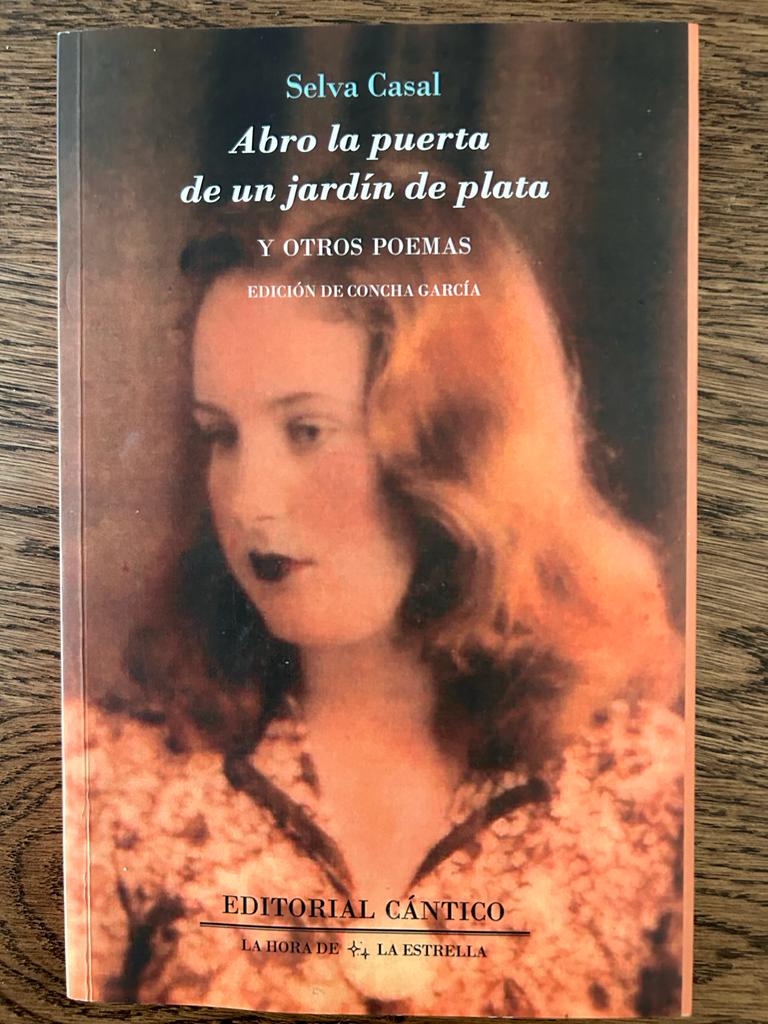 Selva Casal
Abro la puerta
de un jardín de plata
Y OTROS POEMAS
EDICIÓN DE CONCHA GARCÍA
EDITORIAL CÁNTICO
LA HORA DE LA ESTRELLA